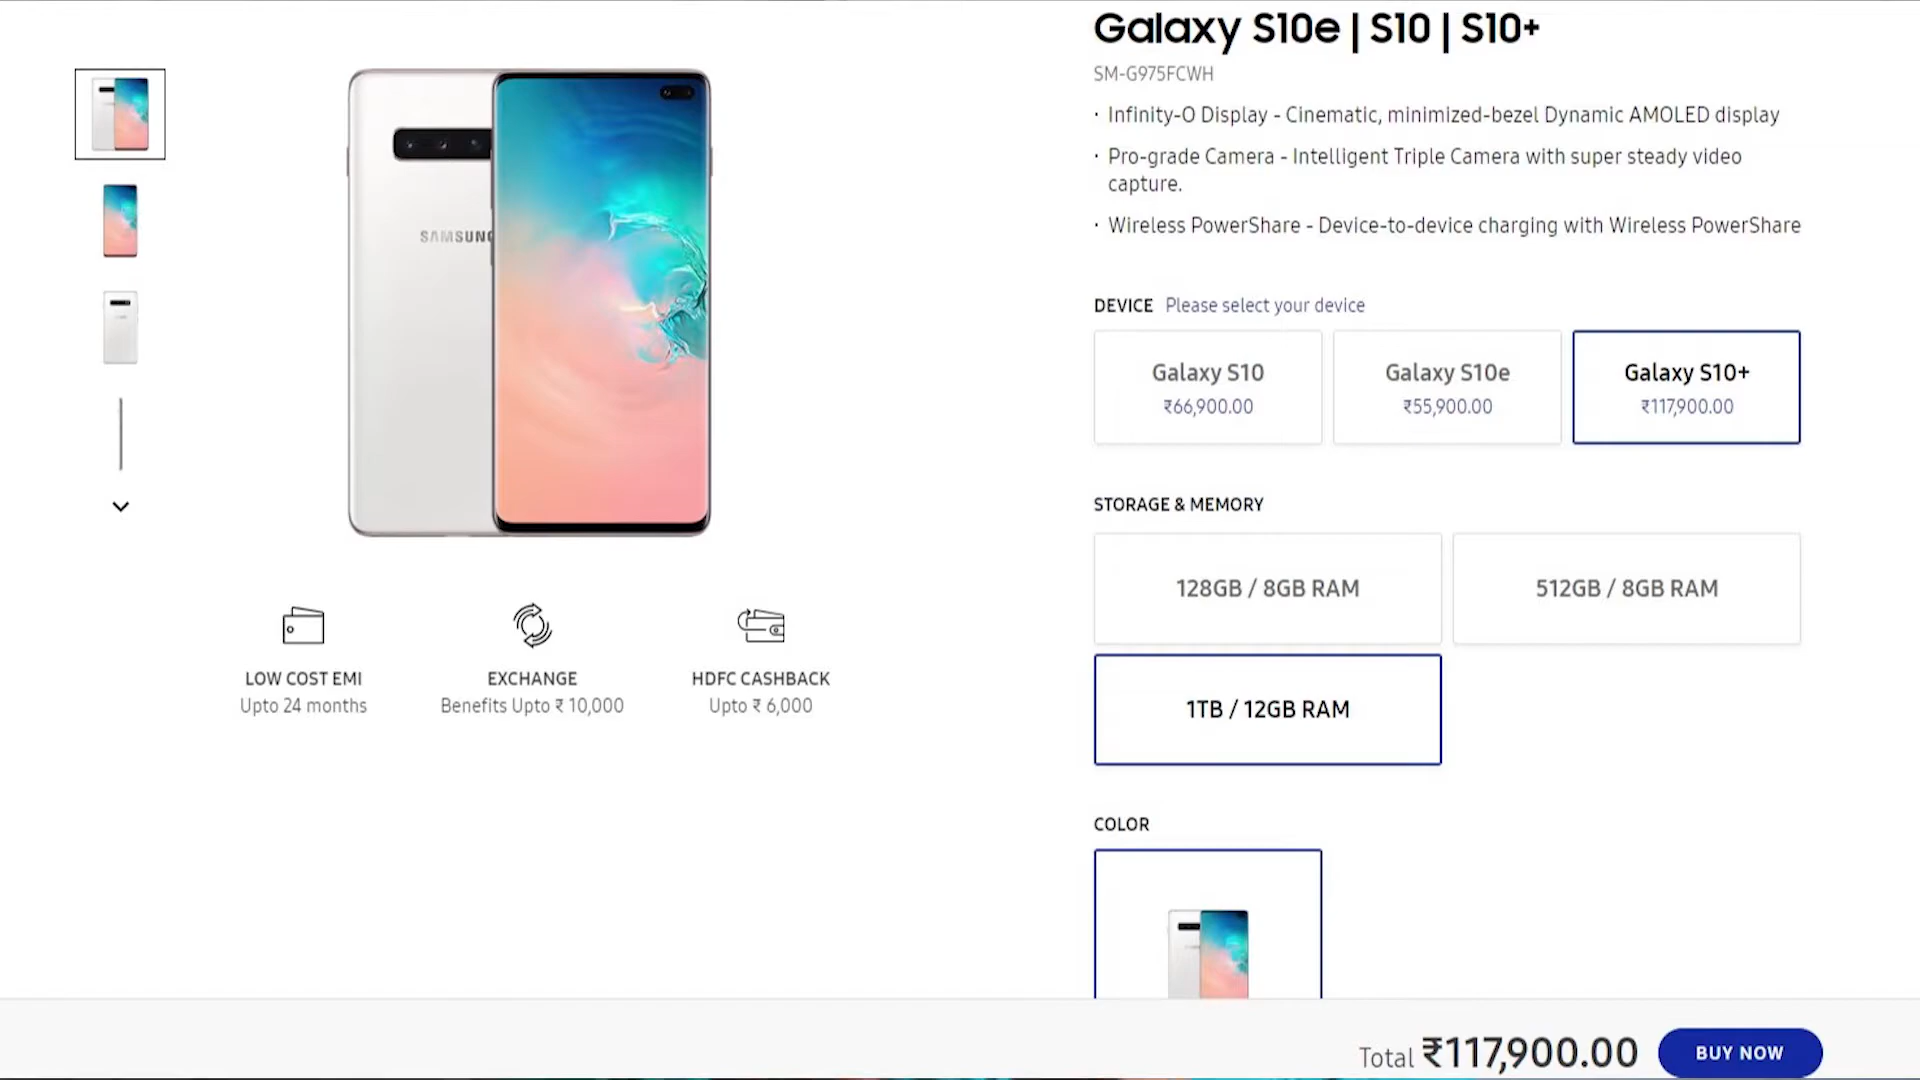 Galaxy S10e | S10 | S10+
SM-G975FCWH
· Infinity-O Display - Cinematic, minimized-bezel Dynamic AMOLED display
· Pro-grade Camera - Intelligent Triple Camera with super steady video
capture.
· Wireless PowerShare - Device-to-device charging with Wireless PowerShare
SAMSUNG
DEVICE Please select your device
Galaxy S10
₹66,900.00
Galaxy S10e
₹55,900.00
Galaxy S10+
₹117,900.00
STORAGE & MEMORY
128GB / 8GB RAM
512GB / 8GB RAM
1TB / 12GB RAM
LOW COST EMI
Upto 24 months
EXCHANGE
Benefits Upto ₹ 10,000
HDFC CASHBACK
Upto ₹ 6,000
COLOR
Total ₹117,900.00
BUY NOW